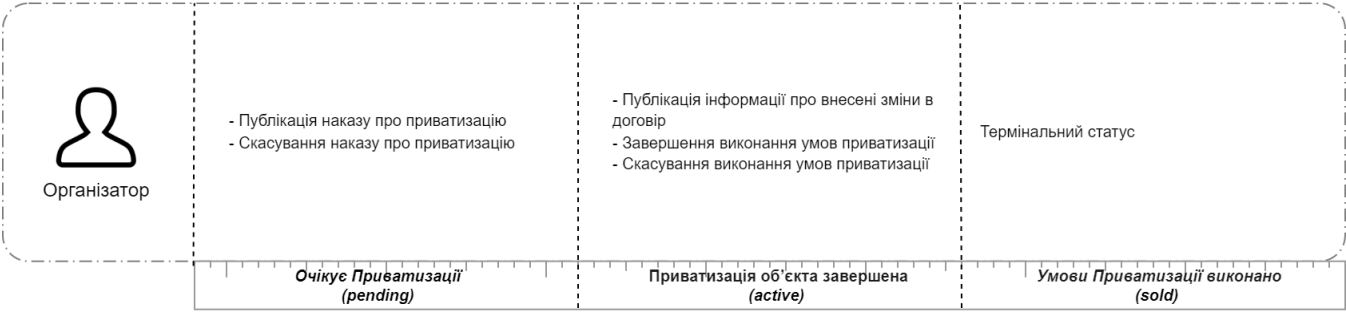 Організатор
- Публікація наказу про приватизацію
- Скасування наказу про приватизацію
- Публікація інформації про внесені зміни в
договір
- Завершення виконання умов приватизації
- Скасування виконання умов приватизації
Термінальний статус
Очікує Приватизації
(pending)
Приватизація об’єкта завершена
(active)
Умови Приватизації виконано
(sold)